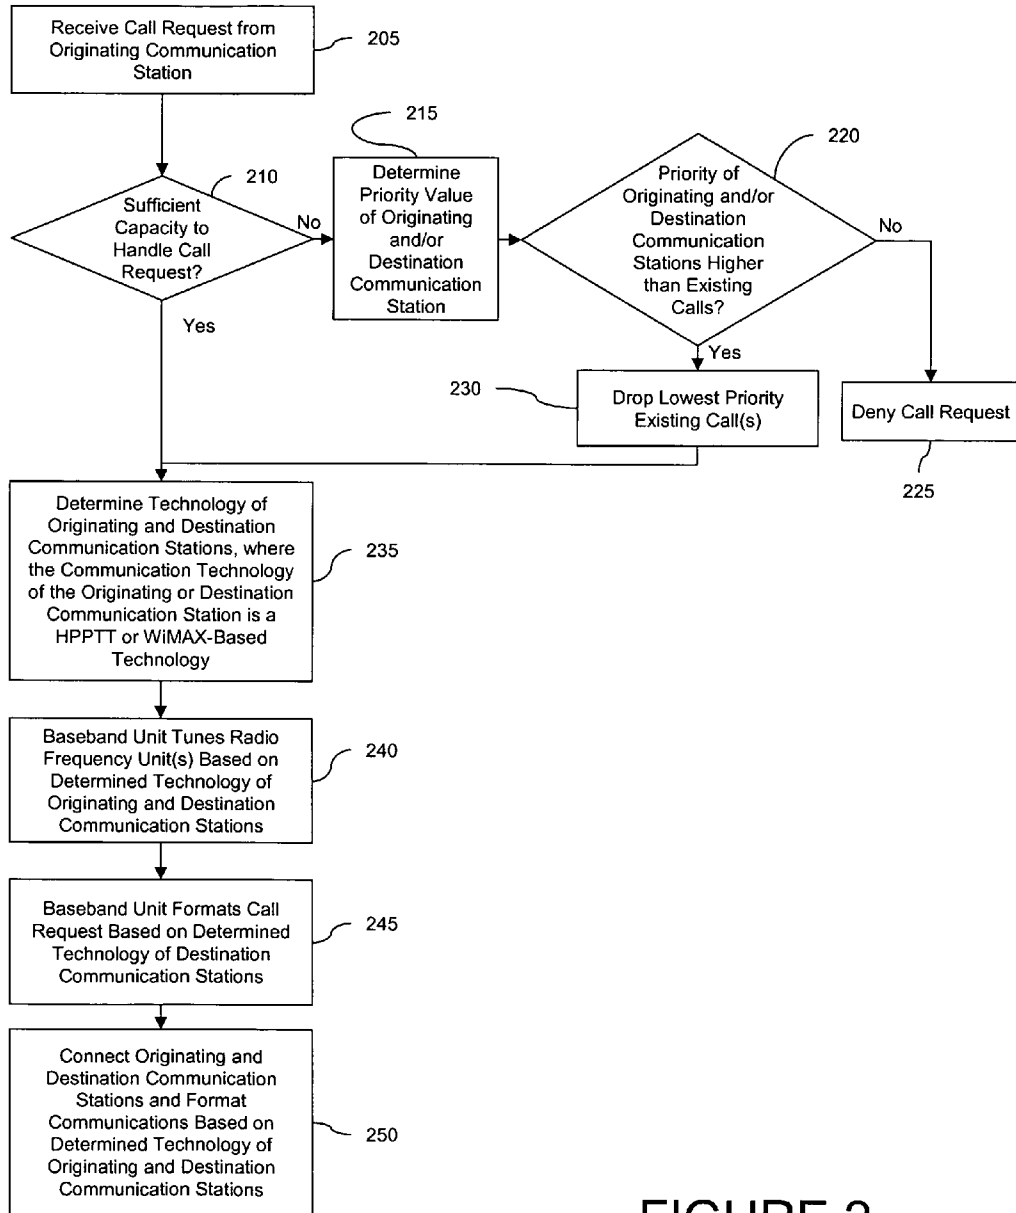 Receive Call Request from
Originating Communication
Station
205
215
210
Sufficient
Capacity to
Handle Call
Request?
No
Yes
Determine
Priority Value
of Originating
and/or
Destination
Communication
Station
220
Priority of
Originating and/or
Destination
Communication
Stations Higher
than Existing
Calls?
No
Yes
230
Drop Lowest Priority
Existing Call(s)
Deny Call Request
225
Determine Technology of
Originating and Destination
Communication Stations, where
the Communication Technology
of the Originating or Destination
Communication Station is a
HPPTT or WiMAX-Based
Technology
235
Baseband Unit Tunes Radio
Frequency Unit(s) Based on
Determined Technology of
Originating and Destination
Communication Stations
240
Baseband Unit Formats Call
Request Based on Determined
Technology of Destination
Communication Stations
245
Connect Originating and
Destination Communication
Stations and Format
Communications Based on
Determined Technology of
Originating and Destination
Communication Stations
250
FIGURE 2